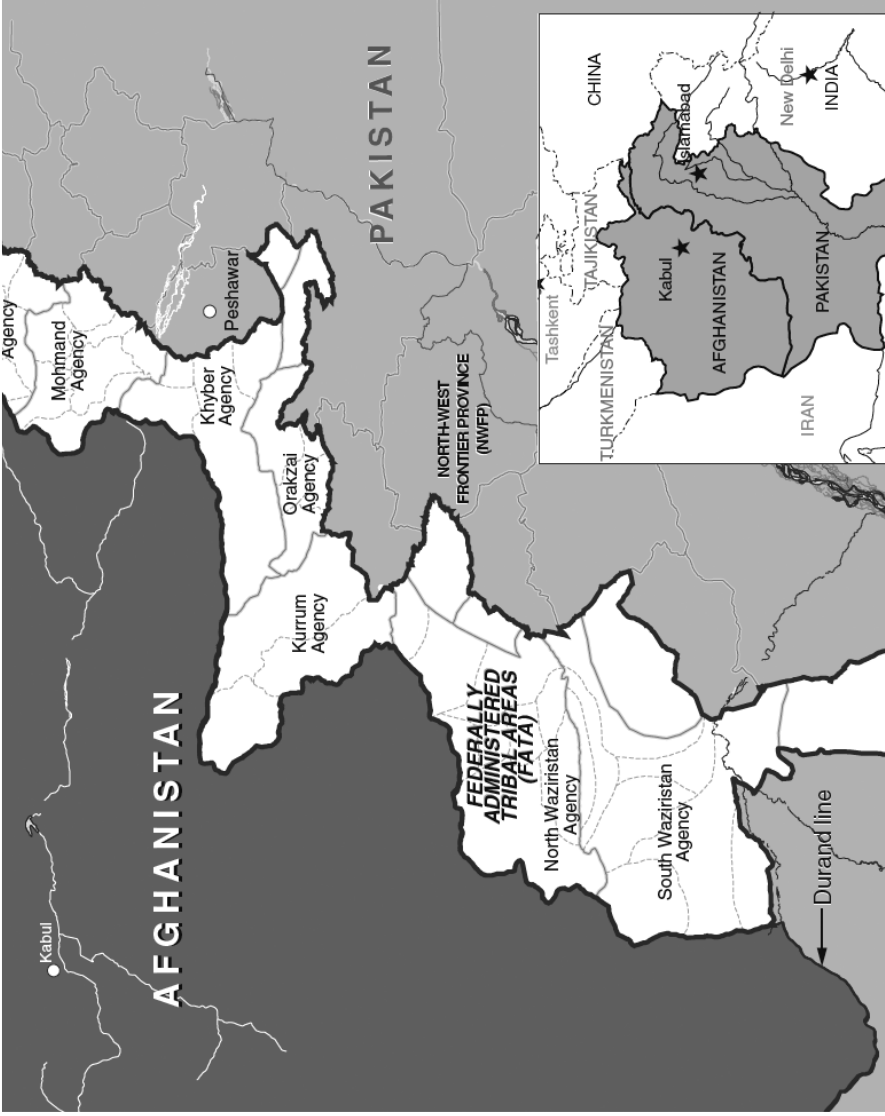 Agency
Mohmand
Agency
Kabul
AFGHANISTAN
Khyber
Agency
Peshawar
Orakzai
Agency
Kurrum
Agency
PAKISTAN
NORTH-WEST
FRONTIER PROVINCE
(NWFP)
FEDERALLY
ADMINISTERED
TRIBAL AREAS
(FATA)
North Waziristan
Agency
South Waziristan
Agency
Durand line
Tashkent
CHINA
TAJIKISTAN
TURKMENISTAN
Kabul
Islamabad
AFGHANISTAN
New Delhi
IRAN
PAKISTAN
INDIA